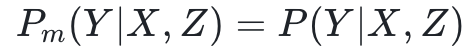 P_m(Y|X, Z) = P(Y|X, Z)